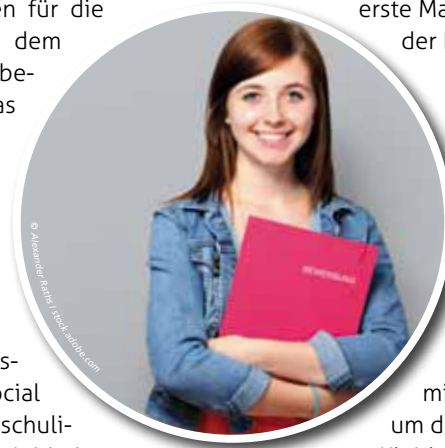 en für die
dem
be-
as
s-
ocial
schuli-
erste Ma
der
mi
um d
© Alexander Raths / stock.adobe.com
BEWERBUNG